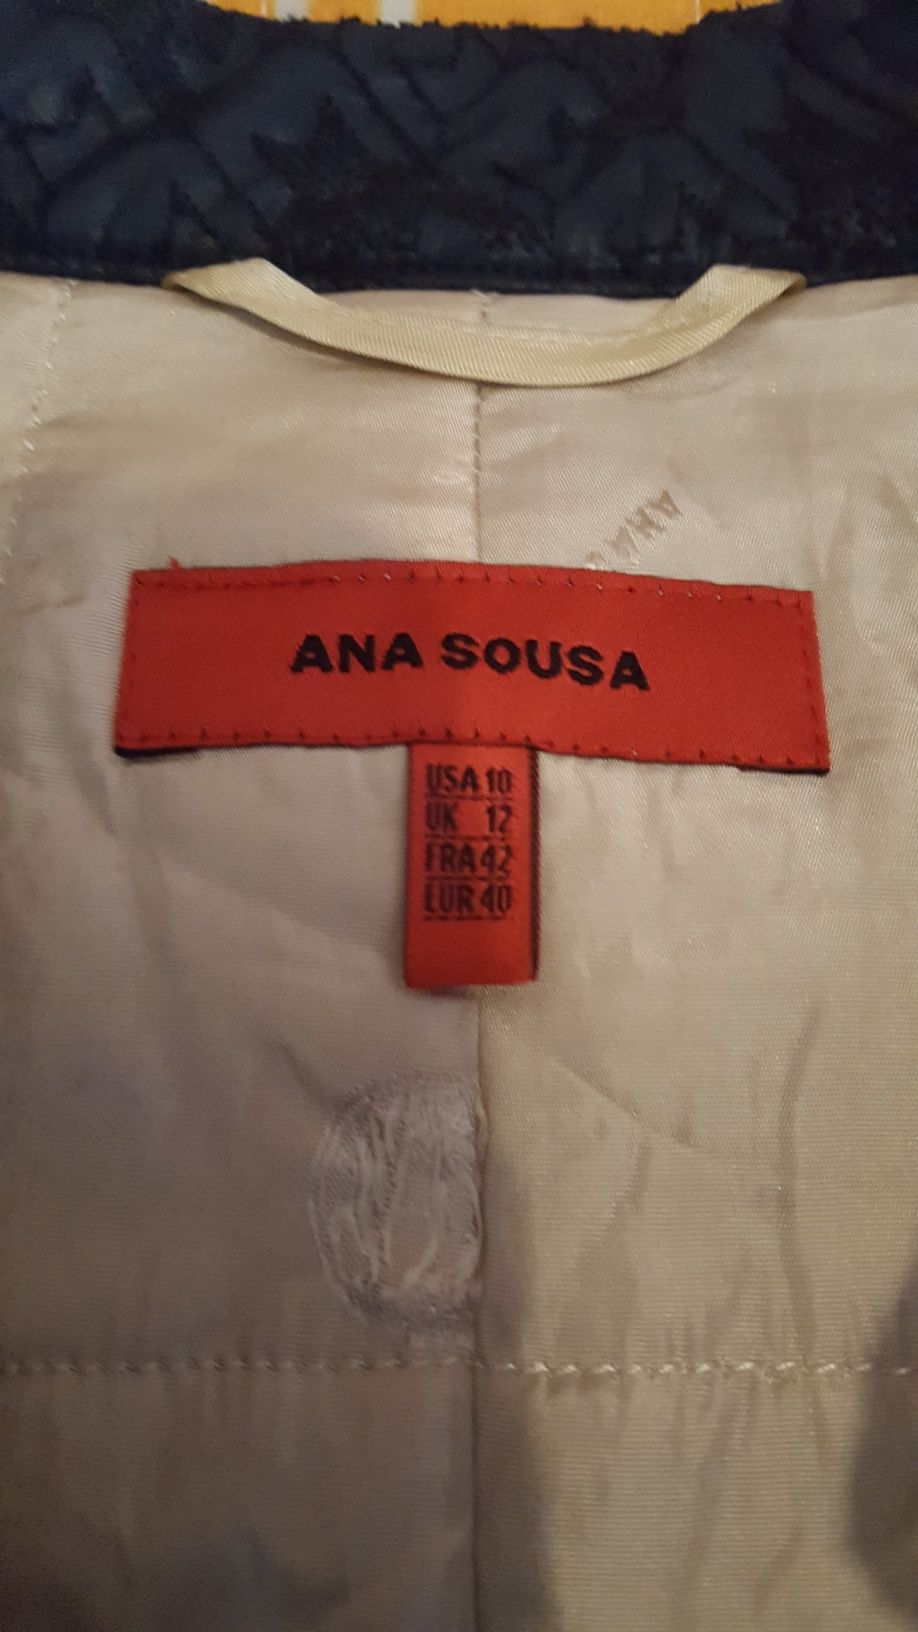 ANA SOUSA
USA 10
UK 12
FRA 42
EUR 40